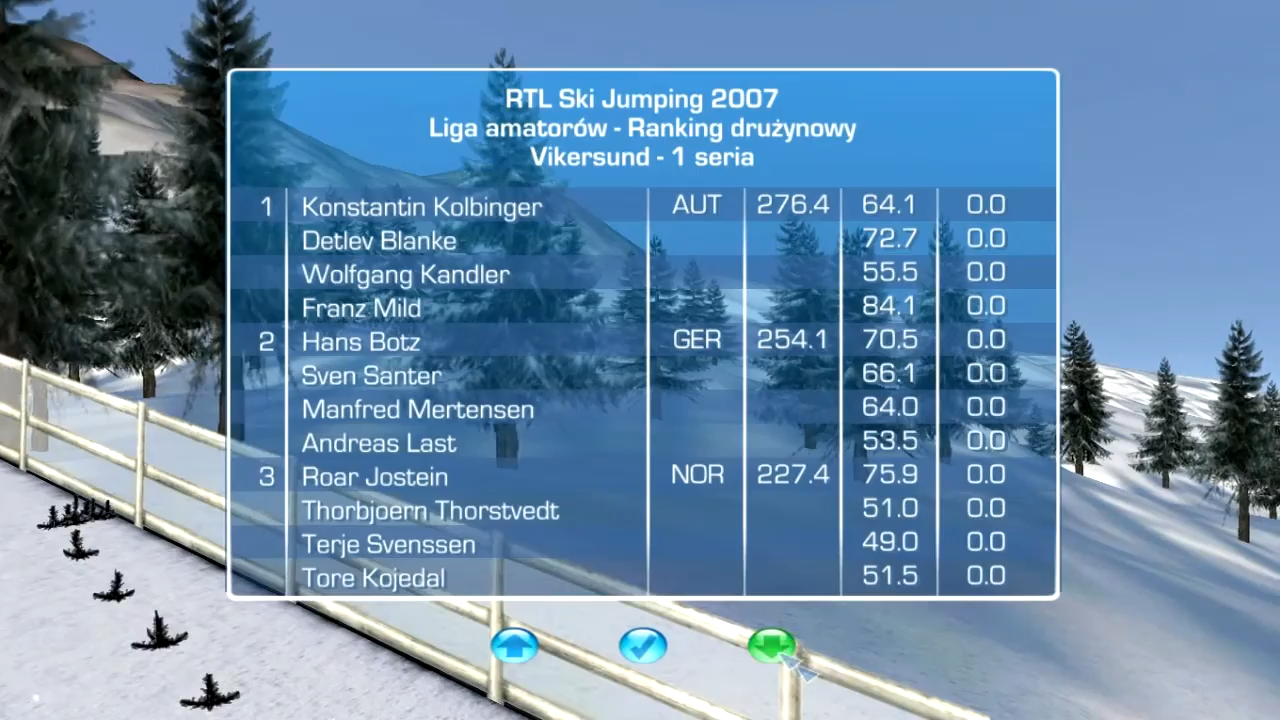 RTL Ski Jumping 2007
Liga amatorów - Ranking drużynowy
Vikersund - 1 seria
1 Konstantin Kolbinger AUT 276.4 64.1 0.0
Detlev Blanke 72.7 0.0
Wolfgang Kandler 55.5 0.0
Franz Mild 84.1 0.0
2 Hans Botz GER 254.1 70.5 0.0
Sven Santer 66.1 0.0
Manfred Mertensen 64.0 0.0
Andreas Last 53.5 0.0
3 Roar Jostein NOR 227.4 75.9 0.0
Thorbjoern Thorstvedt 51.0 0.0
Terje Svenssen 49.0 0.0
Tore Kojedal 51.5 0.0